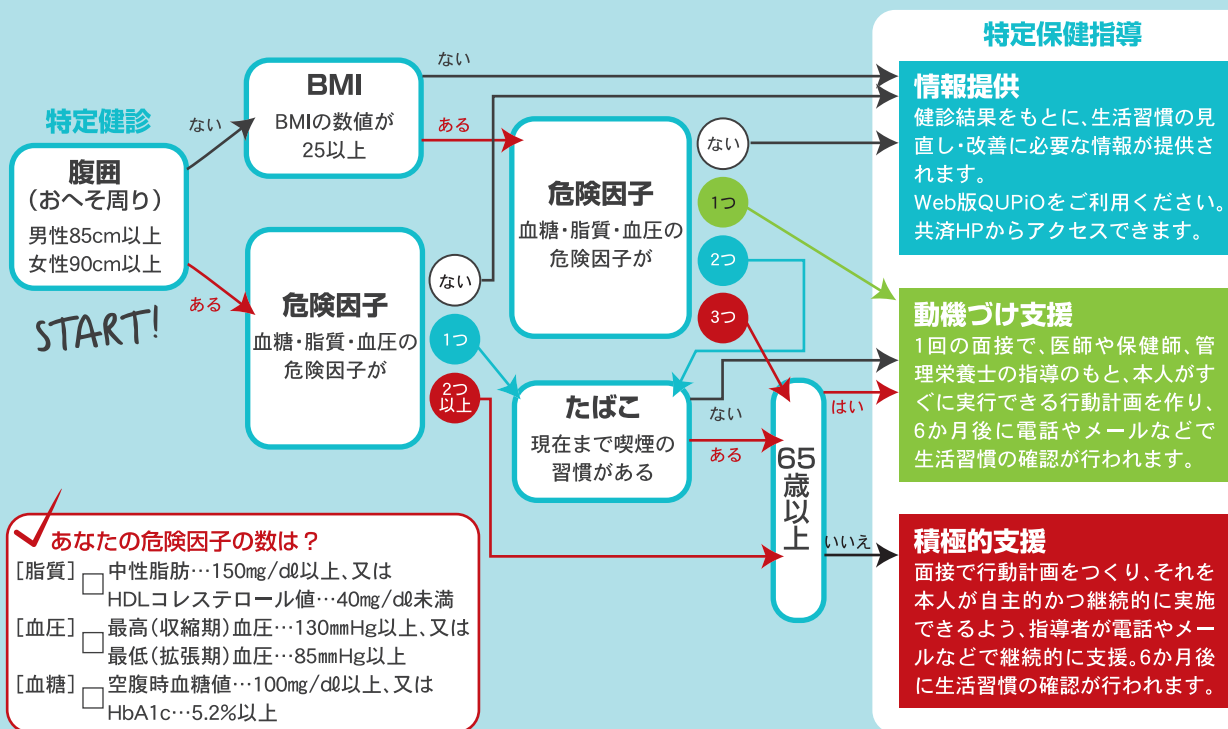 特定健診
腹囲
（おへそ周り）
男性85cm以上
女性90cm以上
START!
ない
ある
BMI
BMIの数値が
25以上
ない
ある
危険因子
血糖・脂質・血圧の
危険因子が
ない
1つ
2つ
以上
危険因子
血糖・脂質・血圧の
危険因子が
ない
1つ
2つ
3つ
たばこ
現在まで喫煙の
習慣がある
ない
ある
65歳以上
はい
いいえ
特定保健指導
情報提供
健診結果をもとに、生活習慣の見
直し・改善に必要な情報が提供さ
れます。
Web版QUPiOをご利用ください。
共済HPからアクセスできます。
動機づけ支援
1回の面接で、医師や保健師、管
理栄養士の指導のもと、本人がす
ぐに実行できる行動計画を作り、
6か月後に電話やメールなどで
生活習慣の確認が行われます。
積極的支援
面接で行動計画をつくり、それを
本人が自主的かつ継続的に実施
できるよう、指導者が電話やメー
ルなどで継続的に支援。6か月後
に生活習慣の確認が行われます。
あなたの危険因子の数は？
［脂質］□中性脂肪…150mg/dℓ以上、又は
HDLコレステロール値…40mg/dℓ未満
［血圧］□最高（収縮期）血圧…130mmHg以上、又は
最低（拡張期）血圧…85mmHg以上
［血糖］□空腹時血糖値…100mg/dℓ以上、又は
HbA1c…5.2%以上